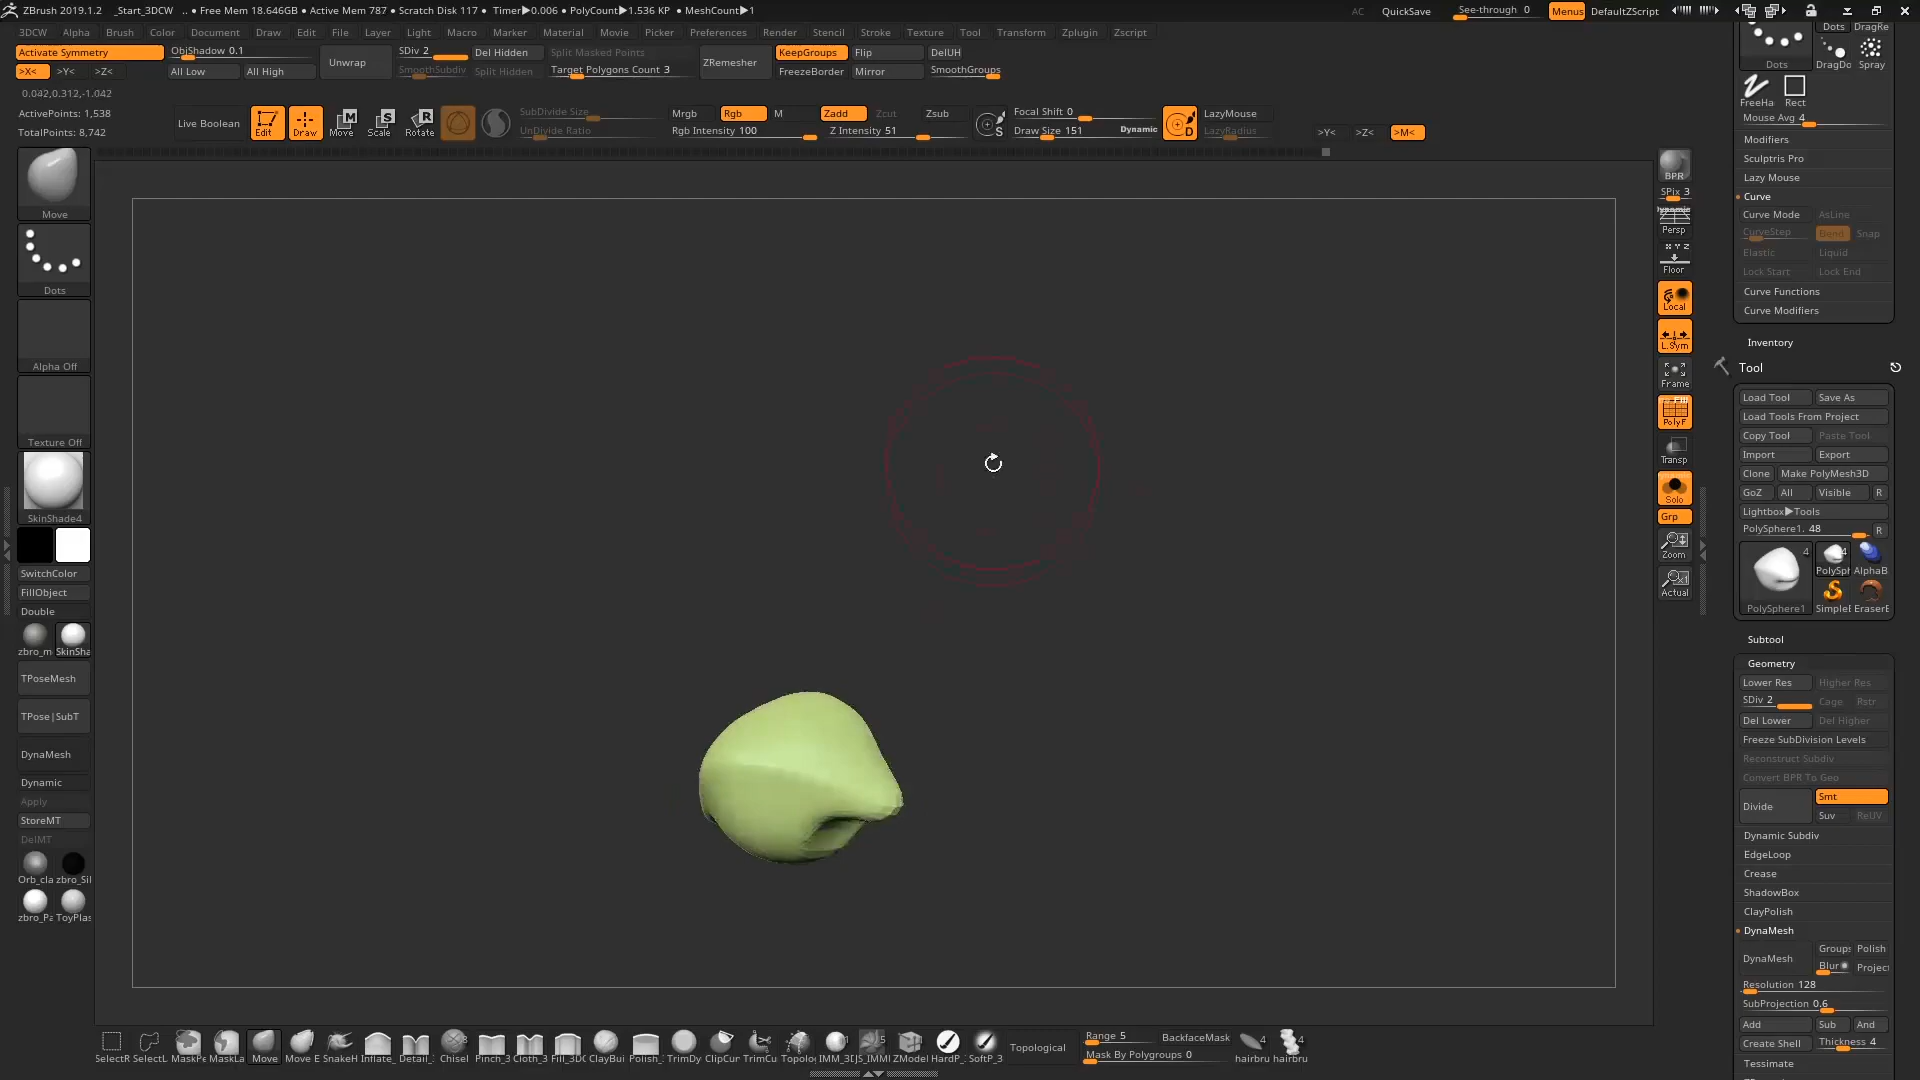 ZBrush 2019.1.2 _Start_3DCW .. • Free Mem 18.646GB • Active Mem 787 • Scratch Disk 117 • Timer▶0.006 • PolyCount▶1.536 KP • MeshCount▶1 AC QuickSave See-through 0 Menus DefaultZScript
3DCW Alpha Brush Color Document Draw Edit File Layer Light Macro Marker Material Movie Picker Preferences Render Stencil Stroke Texture Tool Transform Zplugin Zscript
Activate Symmetry
>X< >Y< >Z<
ObjShadow 0.1
All Low All High
Unwrap
SDiv 2 Del Hidden Split Masked Points
SmoothSubdiv Split Hidden Target Polygons Count 3
ZRemesher
KeepGroups Flip DelUH
FreezeBorder Mirror SmoothGroups
0.042,0.312,-1.042
ActivePoints: 1,538
TotalPoints: 8,742
Live Boolean
Edit Draw Move Scale Rotate
SubDivide Size
UnDivide Ratio
Mrgb Rgb M Zadd Zcut Zsub
Rgb Intensity 100 Z Intensity 51
Focal Shift 0
Draw Size 151 Dynamic
LazyMouse
LazyRadius
>Y< >Z< >M<
Move
Dots
Alpha Off
Texture Off
SkinShade4
SwitchColor
FillObject
Double
zbro_m SkinSha
TPoseMesh
TPose|SubT
DynaMesh
Dynamic
Apply
StoreMT
DelMT
Orb_cla zbro_Sil
zbro_Pa ToyPlas
BPR
SPix 3
Dynamic
Persp
Floor
Local
L.Sym
Frame
PolyF
Transp
Solo
Grp
Zoom
Actual
Dots DragRe
Dots DragDo Spray
FreeHa Rect
Mouse Avg 4
Modifiers
Sculptris Pro
Lazy Mouse
Curve
Curve Mode AsLine
CurveStep Bend Snap
Elastic Liquid
Lock Start Lock End
Curve Functions
Curve Modifiers
Inventory
Tool
Load Tool Save As
Load Tools From Project
Copy Tool Paste Tool
Import Export
Clone Make PolyMesh3D
GoZ All Visible R
Lightbox▶Tools
PolySphere1. 48 R
4 4
PolySph AlphaB
PolySphere1 SimpleB EraserB
Subtool
Geometry
Lower Res Higher Res
SDiv 2 Cage Rstr
Del Lower Del Higher
Freeze SubDivision Levels
Reconstruct Subdiv
Convert BPR To Geo
Divide Smt
Suv ReUV
Dynamic Subdiv
EdgeLoop
Crease
ShadowBox
ClayPolish
DynaMesh
DynaMesh Groups Polish
Blur Project
Resolution 128
SubProjection 0.6
Add Sub And
Create Shell Thickness 4
Tessimate
SelectR SelectL MaskPe MaskLa Move Move E SnakeH Inflate_ Detail_ Chisel Pinch_3 Cloth_3 Fill_3DC ClayBui Polish_ TrimDy ClipCur TrimCu Topolo IMM_3D JS_IMMI ZModel HardP_ SoftP_3 Topological
Range 5 BackfaceMask
Mask By Polygroups 0
hairbru hairbru